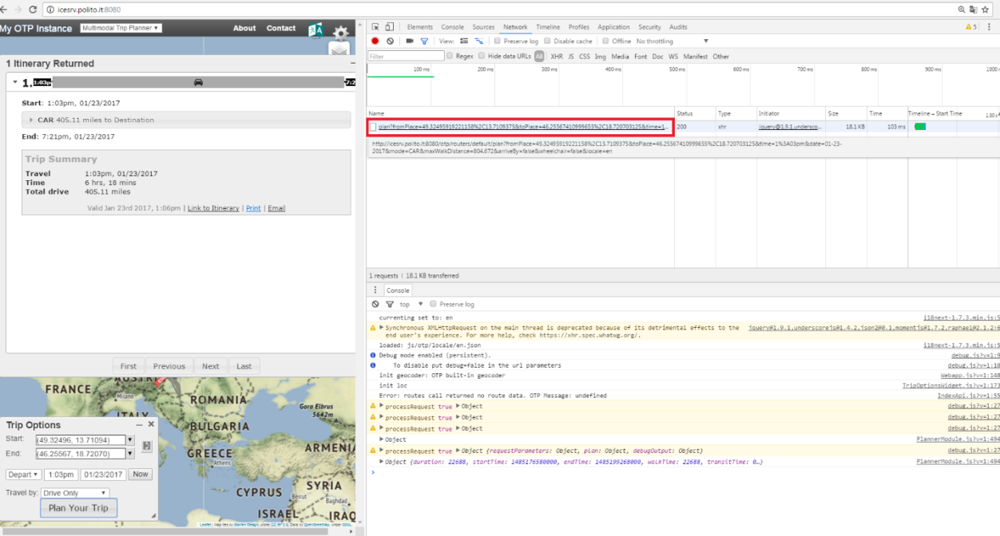 icesrv.polito.it:8080
My OTP Instance
Multimodal Trip Planner
About
Contact
1 Itinerary Returned
1. 1:03p
7:2
Start: 1:03pm, 01/23/2017
CAR 405.11 miles to Destination
End: 7:21pm, 01/23/2017
Trip Summary
Travel 1:03pm, 01/23/2017
Time 6 hrs, 18 mins
Total drive 405.11 miles
Valid Jan 23rd 2017, 1:06pm | Link to Itinerary | Print | Email
First Previous Next Last
FRANCE
AUSTRI
Milano
ITALY
ROMANIA
BULGARIA
Gora Elbrus
5642m
GREECE
Athens
ARMENI
CYPRUS
SYRIA
Beirut
Baghdad
ISRAEL
IRAQ
Trip Options
Start: (49.32496, 13.71094)
End: (46.25567, 18.72070)
Depart 1:03pm 01/23/2017 Now
Travel by: Drive Only
Plan Your Trip
Elements Console Sources Network Timeline Profiles Application Security Audits
5
View: Preserve log Disable cache Offline No throttling
Filter Regex Hide data URLs All XHR JS CSS Img Media Font Doc WS Manifest Other
100 ms 200 ms 300 ms 400 ms 500 ms 600 ms 700 ms 800 ms 900 ms 1000
Name Status Type Initiator Size Time Timeline – Start Time 1.00 s
plan?fromPlace=49.32495919221158%2C13.7109375&toPlace=46.25567410999655%2C18.720703125&time=1... 200 xhr jquery@1.9.1,undersco... 18.1 KB 103 ms
http://icesrv.polito.it:8080/otp/routers/default/plan?fromPlace=49.32495919221158%2C13.7109375&toPlace=46.25567410999655%2C18.720703125&time=1%3A03pm&date=01-23-
2017&mode=CAR&maxWalkDistance=804.672&arriveBy=false&wheelchair=false&locale=en
1 requests | 18.1 KB transferred
Console
top Preserve log
currenting set to: en i18next-1.7.3.min.js:5
Synchronous XMLHttpRequest on the main thread is deprecated because of its detrimental effects to the jquery@1.9.1,underscorejs@1.4.2,json2@0.1,momentjs@1.7.2,raphael@2.1.2:6
end user's experience. For more help, check https://xhr.spec.whatwg.org/.
loaded: js/otp/locale/en.json i18next-1.7.3.min.js:5
Debug mode enabled (persistent). debug.js?v=1:9
To disable put debug=false in the url parameters debug.js?v=1:10
init geocoder: OTP built-in geocoder Webapp.js?v=1:148
init loc TripOptionsWidget.js?v=1:173
Error: routes call returned no route data. OTP Message: undefined IndexApi.js?v=1:55
processRequest true Object debug.js?v=1:27
processRequest true Object debug.js?v=1:27
processRequest true Object debug.js?v=1:27
Object PlannerModule.js?v=1:494
processRequest true Object {requestParameters: Object, plan: Object, debugOutput: Object} debug.js?v=1:27
Object {duration: 22688, startTime: 1485176580000, endTime: 1485199268000, walkTime: 22688, transitTime: 0…} PlannerModule.js?v=1:494